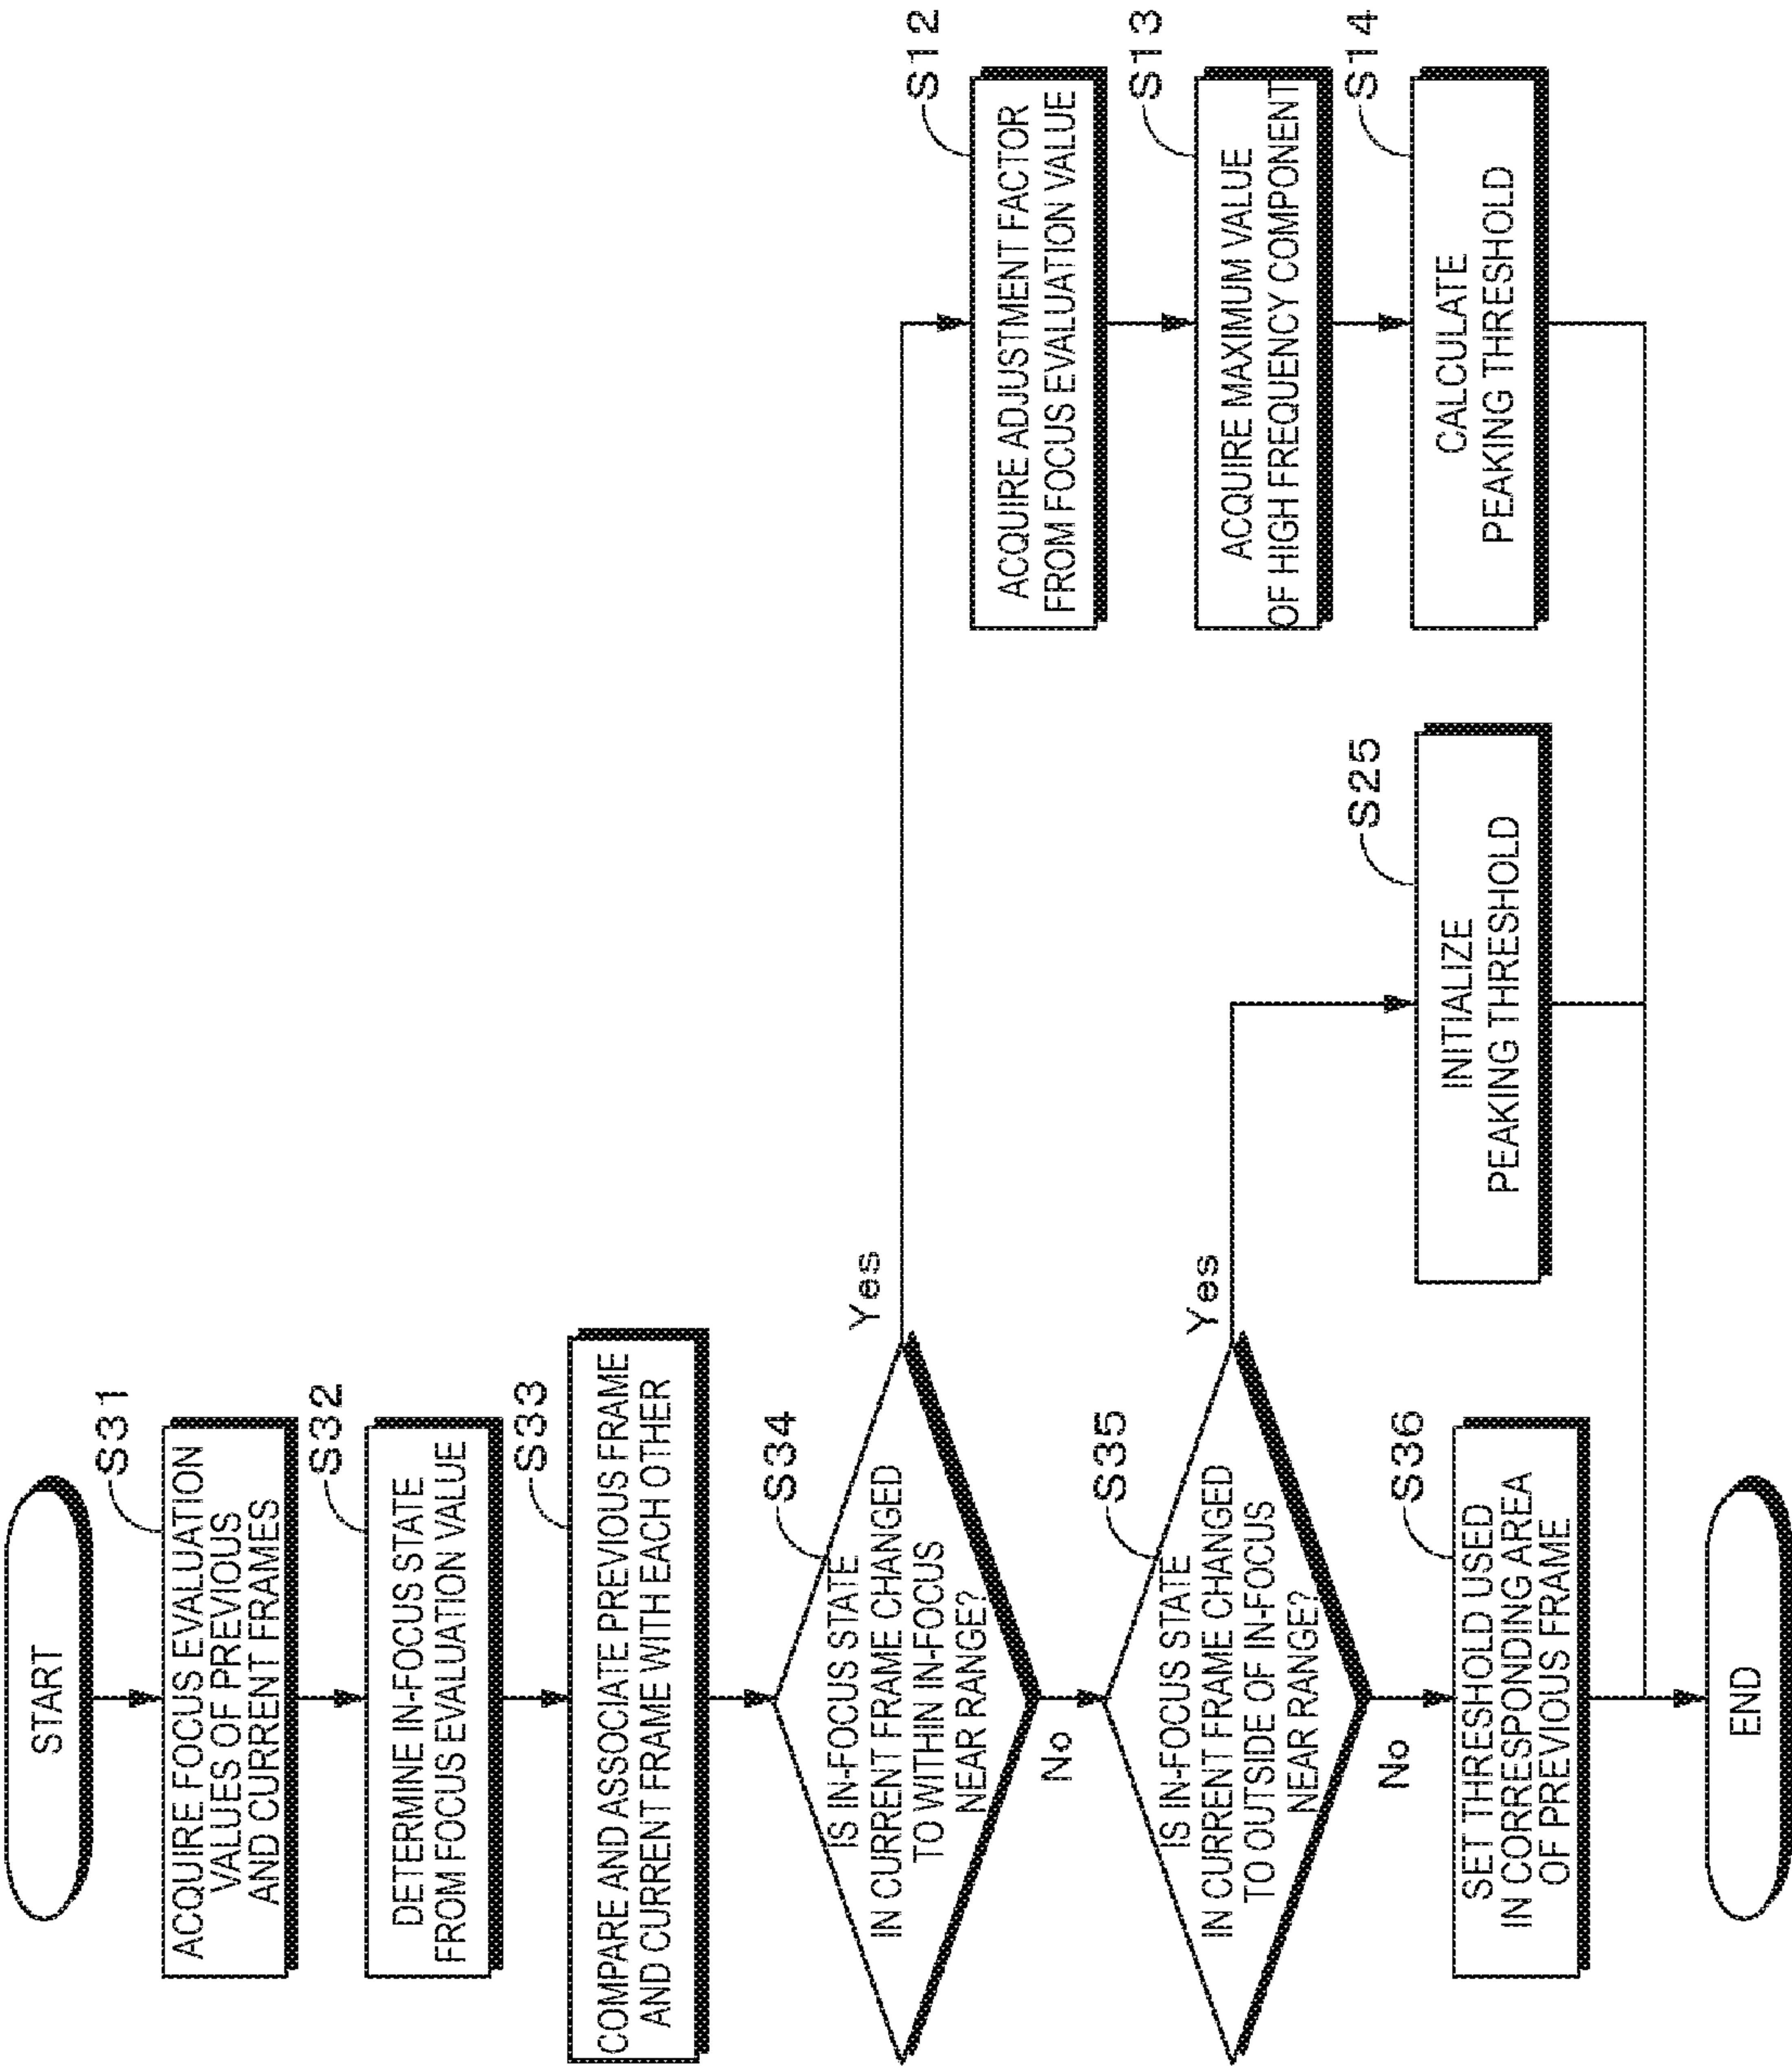 START
S31
ACQUIRE FOCUS EVALUATION
VALUES OF PREVIOUS
AND CURRENT FRAMES
S32
DETERMINE IN-FOCUS STATE
FROM FOCUS EVALUATION VALUE
S33
COMPARE AND ASSOCIATE PREVIOUS FRAME
AND CURRENT FRAME WITH EACH OTHER
S34
IS IN-FOCUS STATE
IN CURRENT FRAME CHANGED
TO WITHIN IN-FOCUS
NEAR RANGE?
Yes
No
S12
ACQUIRE ADJUSTMENT FACTOR
FROM FOCUS EVALUATION VALUE
S13
ACQUIRE MAXIMUM VALUE
OF HIGH FREQUENCY COMPONENT
S14
CALCULATE
PEAKING THRESHOLD
S35
IS IN-FOCUS STATE
IN CURRENT FRAME CHANGED
TO OUTSIDE OF IN-FOCUS
NEAR RANGE?
Yes
No
S25
INITIALIZE
PEAKING THRESHOLD
S36
SET THRESHOLD USED
IN CORRESPONDING AREA
OF PREVIOUS FRAME
END